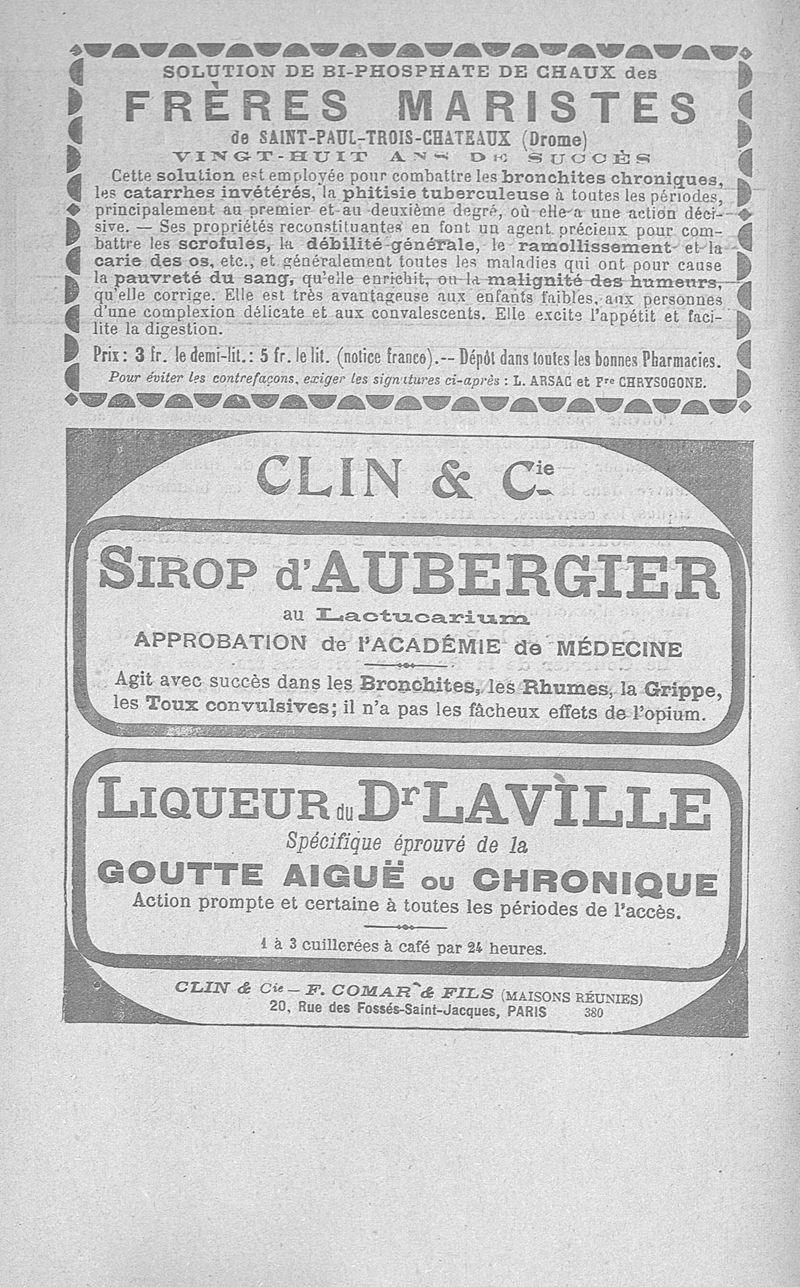 SOLUTION DE BI-PHOSPHATE DE CHAUX des
FRÈRES MARISTES
de SAINT-PAUL-TROIS-CHATEAUX (Drome)
VINGT-HUIT ANS DE SUCCÈS
Cette solution est employée pour combattre les bronchites chroniques,
les catarrhes invétérés, la phitisie tuberculeuse à toutes les périodes,
principalement au premier et au deuxième degré, où elle a une action déci-
sive. — Ses propriétés reconstituantes en font un agent précieux pour com-
battre les scrofules, la débilité générale, le ramollissement et la
carie des os, etc., et généralement toutes les maladies qui ont pour cause
la pauvreté du sang, qu'elle enrichit, ou la malignité des humeurs,
qu'elle corrige. Elle est très avantageuse aux enfants faibles, aux personnes
d'une complexion délicate et aux convalescents. Elle excite l'appétit et faci-
lite la digestion.
Prix : 3 fr. le demi-lit. : 5 fr. le lit. (notice franco). -- Dépôt dans toutes les bonnes Pharmacies.
Pour éviter les contrefaçons, exiger les signatures ci-après : L. ARSAC et Fre CHRYSOGONE.
CLIN & Cie
SIROP d'AUBERGIER
au Lactucarium
APPROBATION de l'ACADÉMIE de MÉDECINE
Agit avec succès dans les Bronchites, les Rhumes, la Grippe,
les Toux convulsives; il n'a pas les fâcheux effets de l'opium.
LIQUEUR du Dr LAVILLE
Spécifique éprouvé de la
GOUTTE AIGUË OU CHRONIQUE
Action prompte et certaine à toutes les périodes de l'accès.
1 à 3 cuillerées à café par 24 heures.
CLIN & Cie — F. COMAR & FILS (MAISONS RÉUNIES)
20, Rue des Fossés-Saint-Jacques, PARIS 380